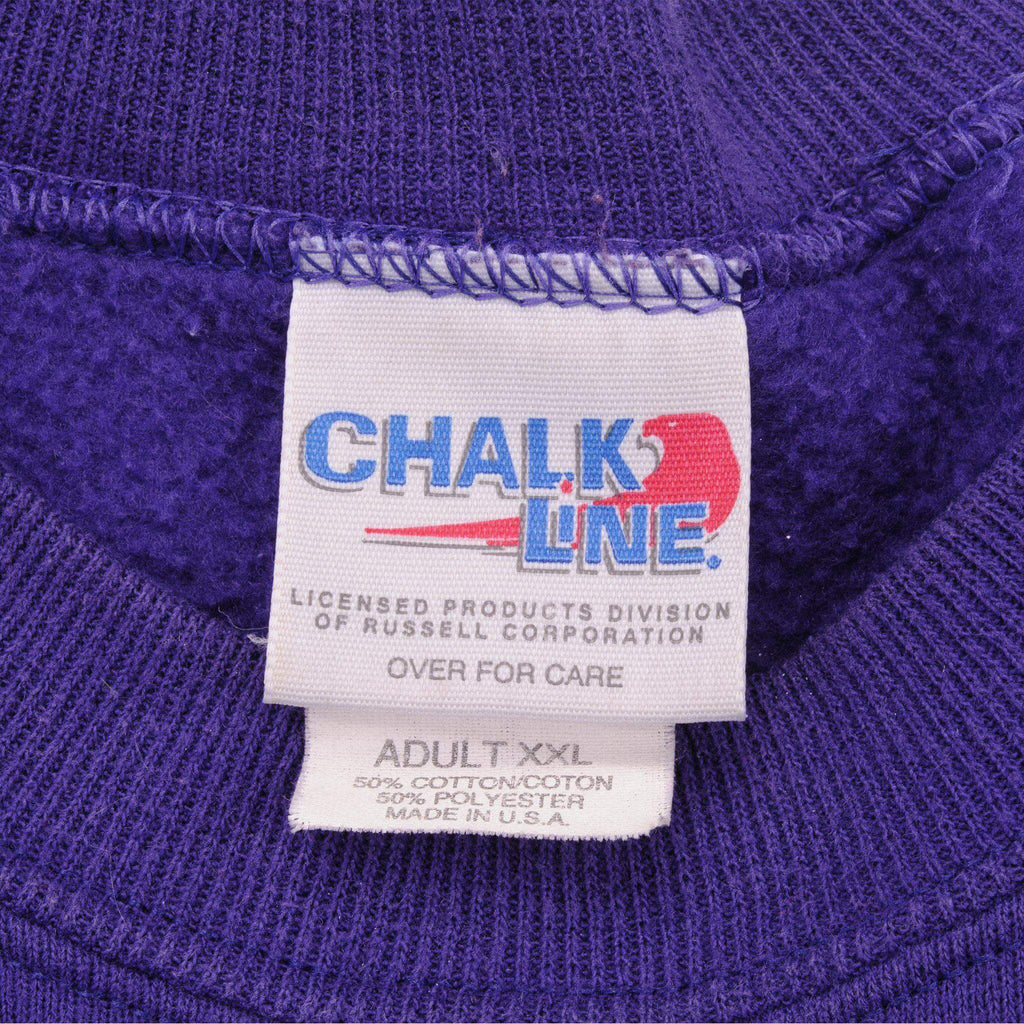 CHALK
LINE.
LICENSED PRODUCTS DIVISION
OF RUSSELL CORPORATION
OVER FOR CARE
ADULT XXL
50% COTTON/COTON
50% POLYESTER
MADE IN U.S.A.